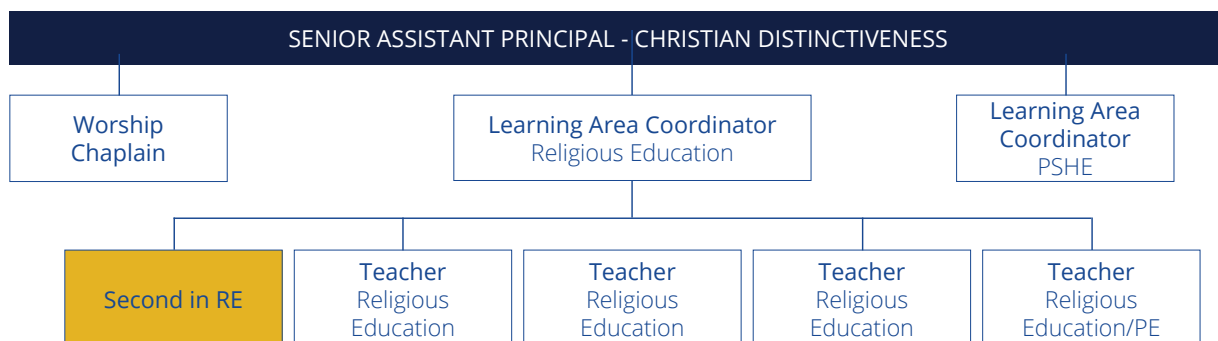 SENIOR ASSISTANT PRINCIPAL - CHRISTIAN DISTINCTIVENESS
Worship
Chaplain
Learning Area Coordinator
Religious Education
Learning Area
Coordinator
PSHE
Second in RE
Teacher
Religious
Education
Teacher
Religious
Education
Teacher
Religious
Education
Teacher
Religious
Education/PE